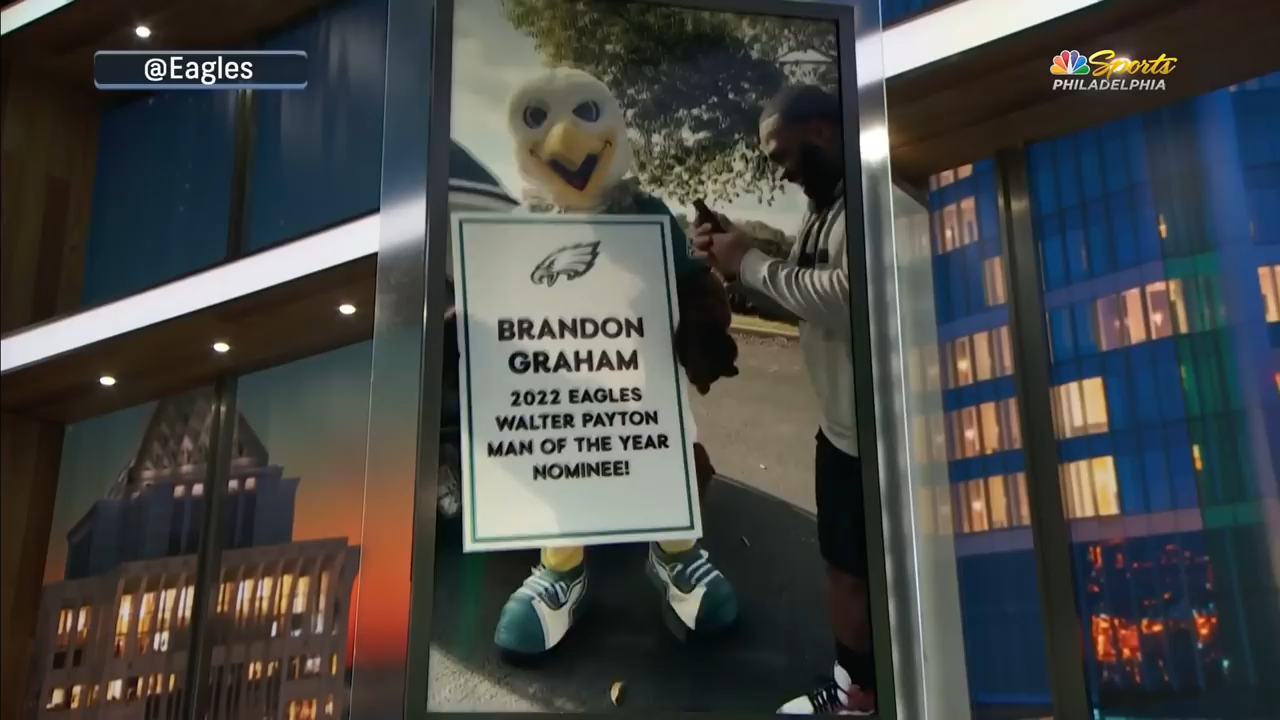 @Eagles
Sports
PHILADELPHIA
BRANDON
GRAHAM
2022 EAGLES
WALTER PAYTON
MAN OF THE YEAR
NOMINEE!